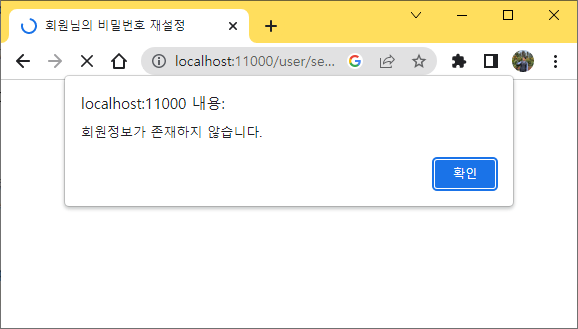 회원님의 비밀번호 재설정
localhost:11000/user/se...
localhost:11000 내용:
회원정보가 존재하지 않습니다.
확인